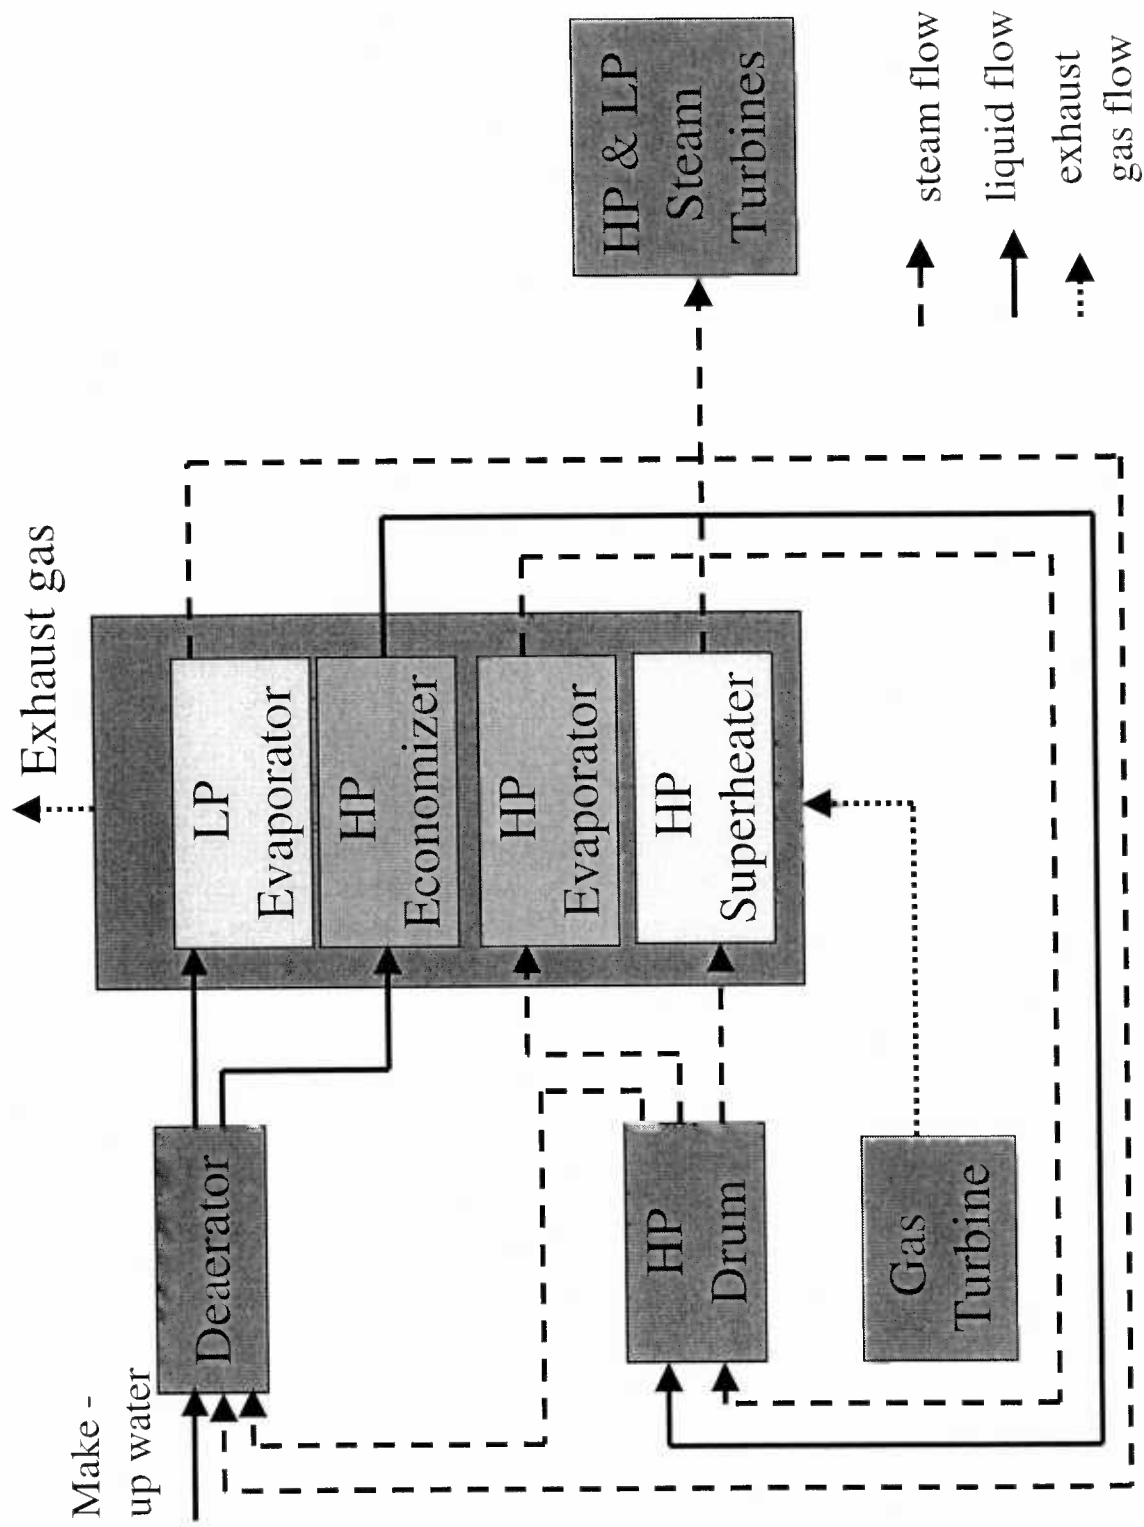 Make -
up water
Deaerator
HP
Drum
Gas
Turbine
Exhaust gas
LP
Evaporator
HP
Economizer
HP
Evaporator
HP
Superheater
HP & LP
Steam
Turbines
steam flow
liquid flow
exhaust
gas flow